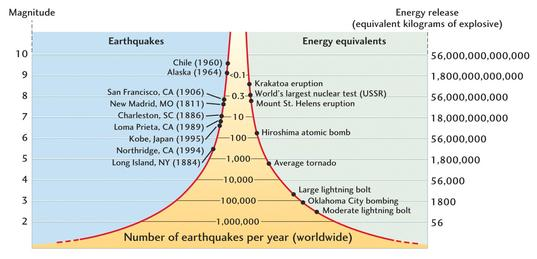 Magnitude
Energy release
(equivalent kilograms of explosive)
Earthquakes
Energy equivalents
10
56,000,000,000,000
Chile (1960)
Alaska (1964)
9
<0.1
1,800,000,000,000
Krakatoa eruption
San Francisco, CA (1906)
World's largest nuclear test (USSR)
8
0.3
56,000,000,000
New Madrid, MO (1811)
Mount St. Helens eruption
Charleston, SC (1886)
7
10
18,000,000,000
Loma Prieta, CA (1989)
Hiroshima atomic bomb
Kobe, Japan (1995)
6
100
56,000,000
Northridge, CA (1994)
Long Island, NY (1884)
5
1,000
1,800,000
Average tornado
4
10,000
56,000
Large lightning bolt
3
100,000
Oklahoma City bombing
1800
Moderate lightning bolt
2
1,000,000
56
Number of earthquakes per year (worldwide)